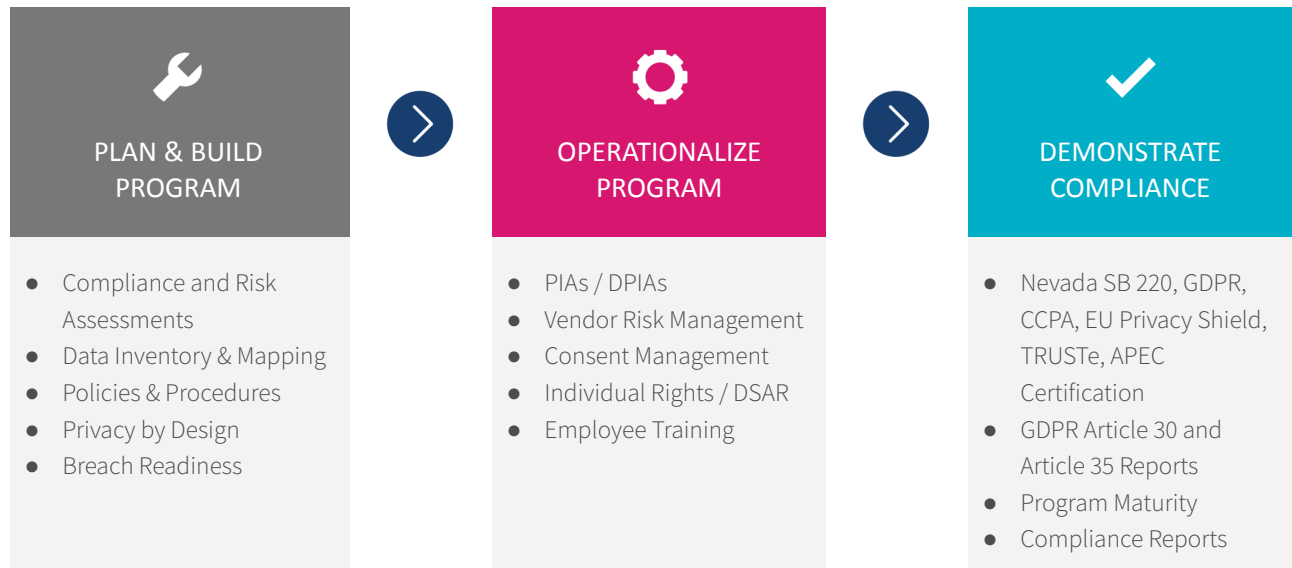 PLAN & BUILD
PROGRAM
● Compliance and Risk
Assessments
● Data Inventory & Mapping
● Policies & Procedures
● Privacy by Design
● Breach Readiness
OPERATIONALIZE
PROGRAM
● PIAs / DPIAs
● Vendor Risk Management
● Consent Management
● Individual Rights / DSAR
● Employee Training
DEMONSTRATE
COMPLIANCE
● Nevada SB 220, GDPR,
CCPA, EU Privacy Shield,
TRUSTe, APEC
Certification
● GDPR Article 30 and
Article 35 Reports
● Program Maturity
● Compliance Reports